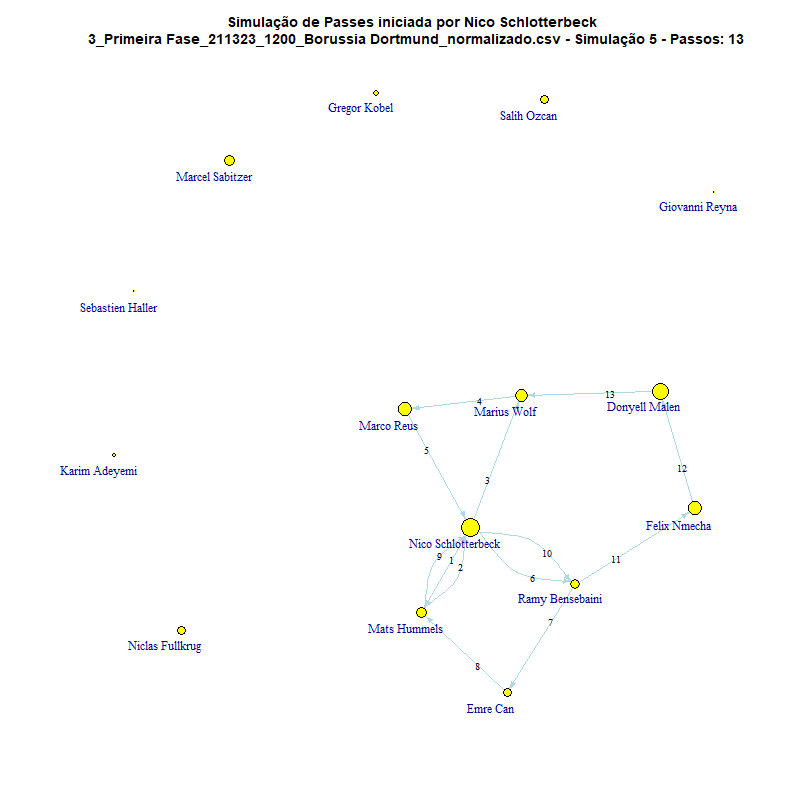 Simulação de Passes iniciada por Nico Schlotterbeck
3_Primeira Fase_211323_1200_Borussia Dortmund_normalizado.csv - Simulação 5 - Passos: 13
Gregor Kobel
Salih Ozcan
Marcel Sabitzer
Giovanni Reyna
Sebastien Haller
4
13
Marius Wolf
Donyell Malen
Marco Reus
5
Karim Adeyemi
12
3
Felix Nmecha
Nico Schlotterbeck
9
1
2
10
11
6
Ramy Bensebaini
7
Mats Hummels
Niclas Fullkrug
8
Emre Can